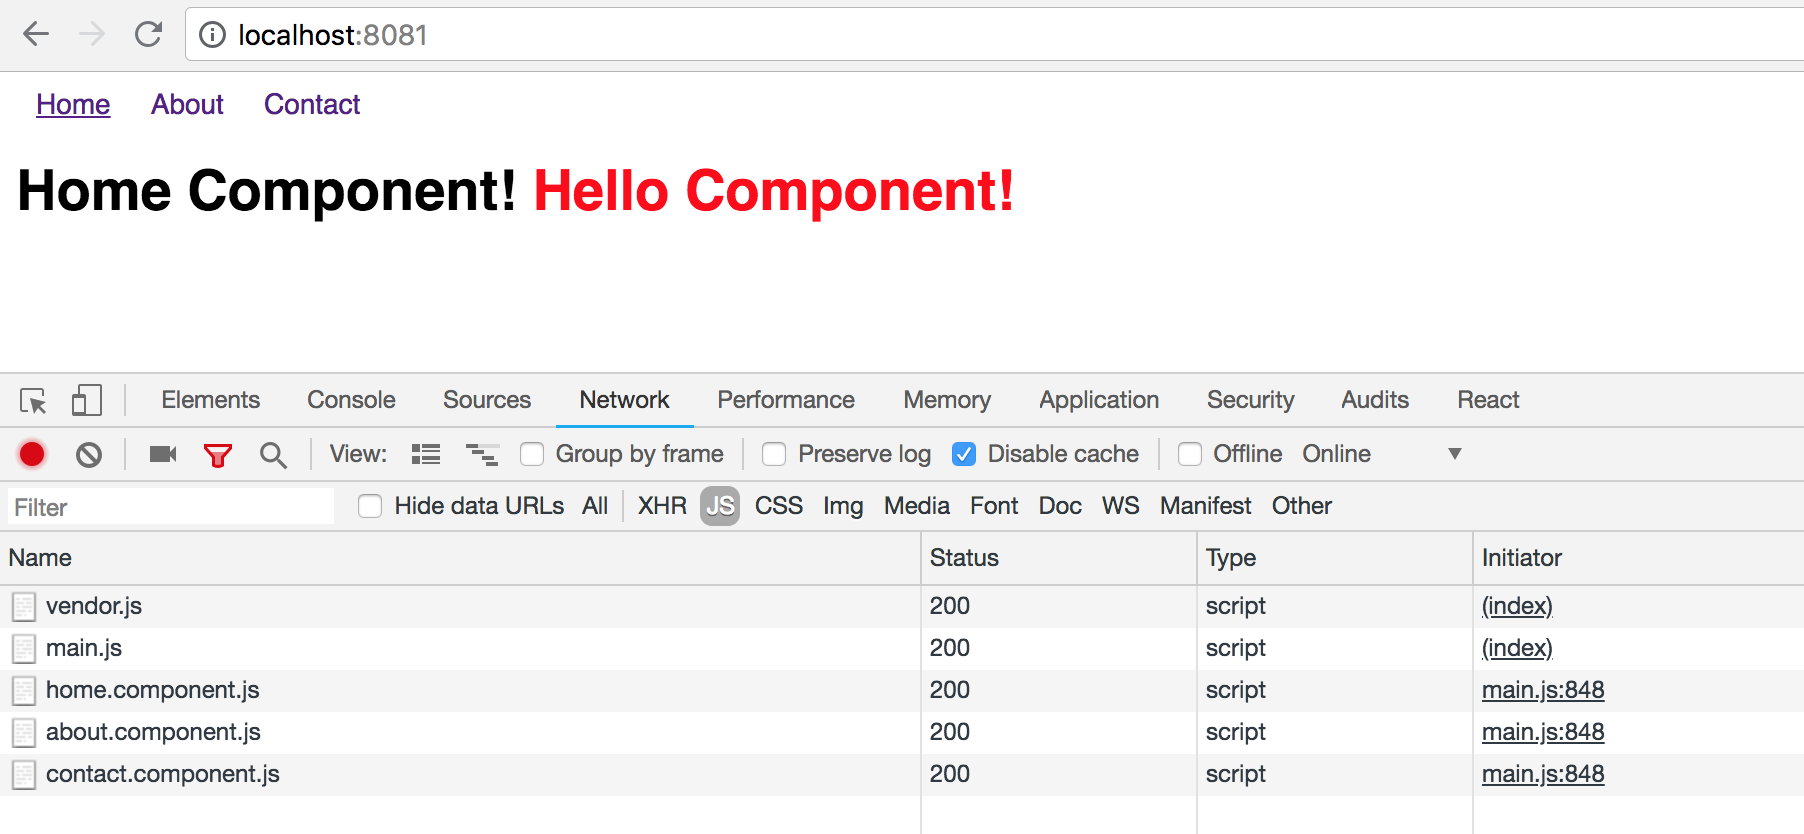 localhost:8081
Home About Contact
Home Component! Hello Component!
Elements Console Sources Network Performance Memory Application Security Audits React
View: Group by frame Preserve log Disable cache Offline Online
Filter Hide data URLs All XHR JS CSS Img Media Font Doc WS Manifest Other
Name Status Type Initiator
vendor.js 200 script (index)
main.js 200 script (index)
home.component.js 200 script main.js:848
about.component.js 200 script main.js:848
contact.component.js 200 script main.js:848